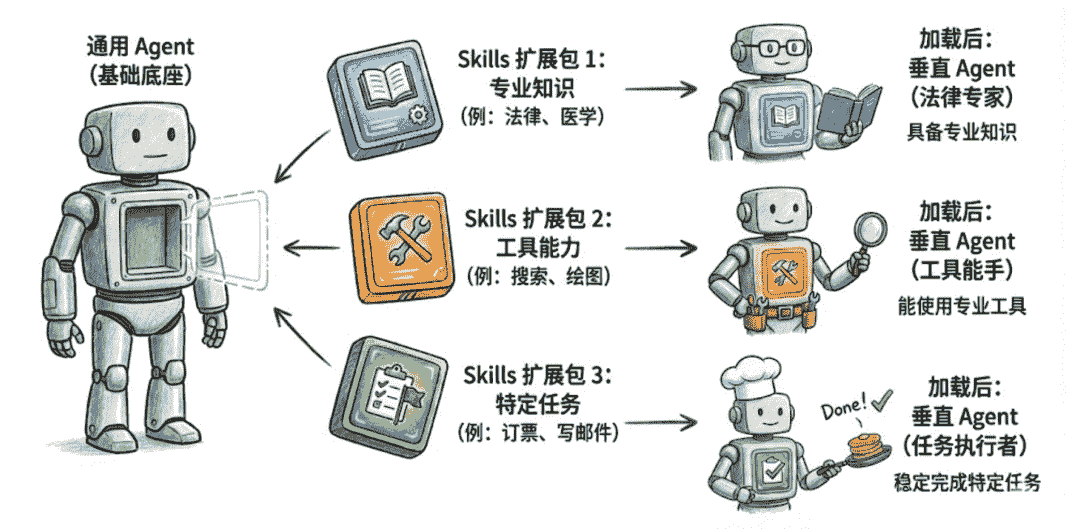 通用 Agent
（基础底座）
Skills 扩展包 1：
专业知识
（例：法律、医学）
加载后：
垂直 Agent
（法律专家）
具备专业知识
Skills 扩展包 2：
工具能力
（例：搜索、绘图）
加载后：
垂直 Agent
（工具能手）
能使用专业工具
Skills 扩展包 3：
特定任务
（例：订票、写邮件）
Done!
加载后：
垂直 Agent
（任务执行者）
稳定完成特定任务